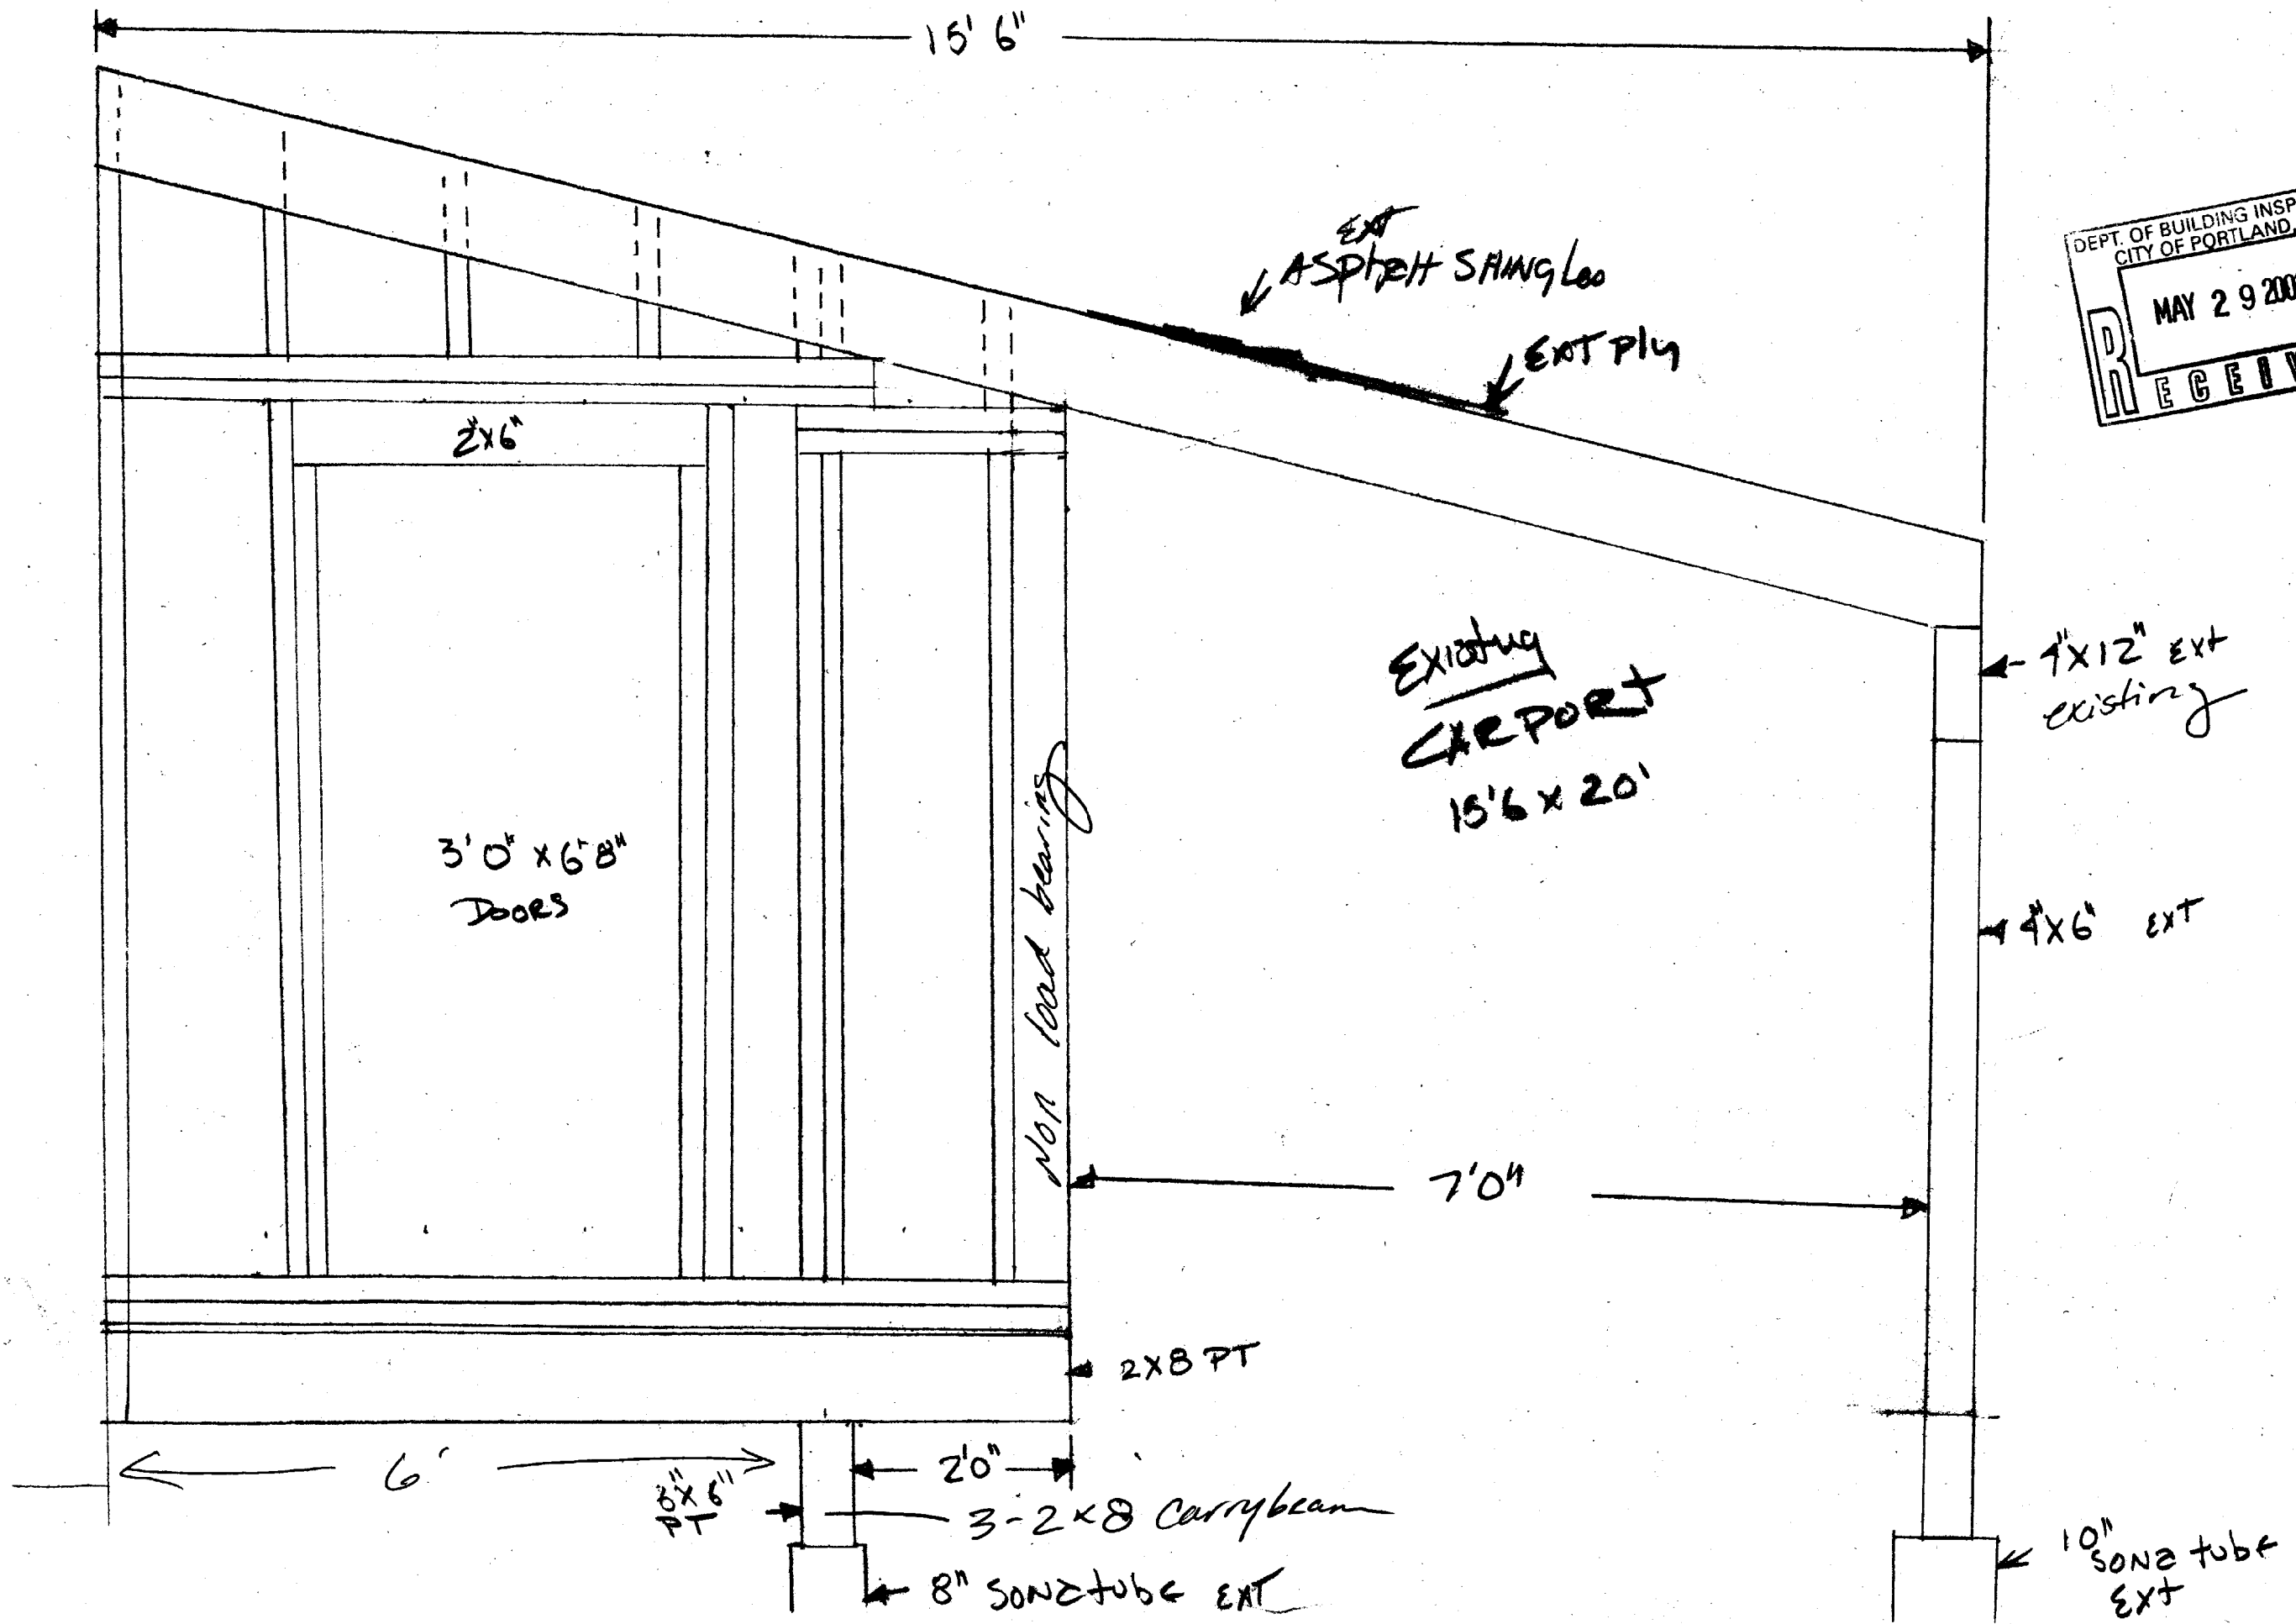 15' 6"
EXT
ASphalt SHINGLes
EXT Ply
DEPT. OF BUILDING INSP
CITY OF PORTLAND,
MAY 2 9 200
RECEIV
2"x6"
3'0" x 6'8"
DOORS
Non load bearing
Existing
CARPORT
15'6 x 20'
4"x12" Ext
existing
4"x6" EXT
7'0"
2x8 PT
6'
2'0"
6"x6"
PT
3-2x8 Carrybeam
8" SONOtube EXT
10"
SONOtube
Ext